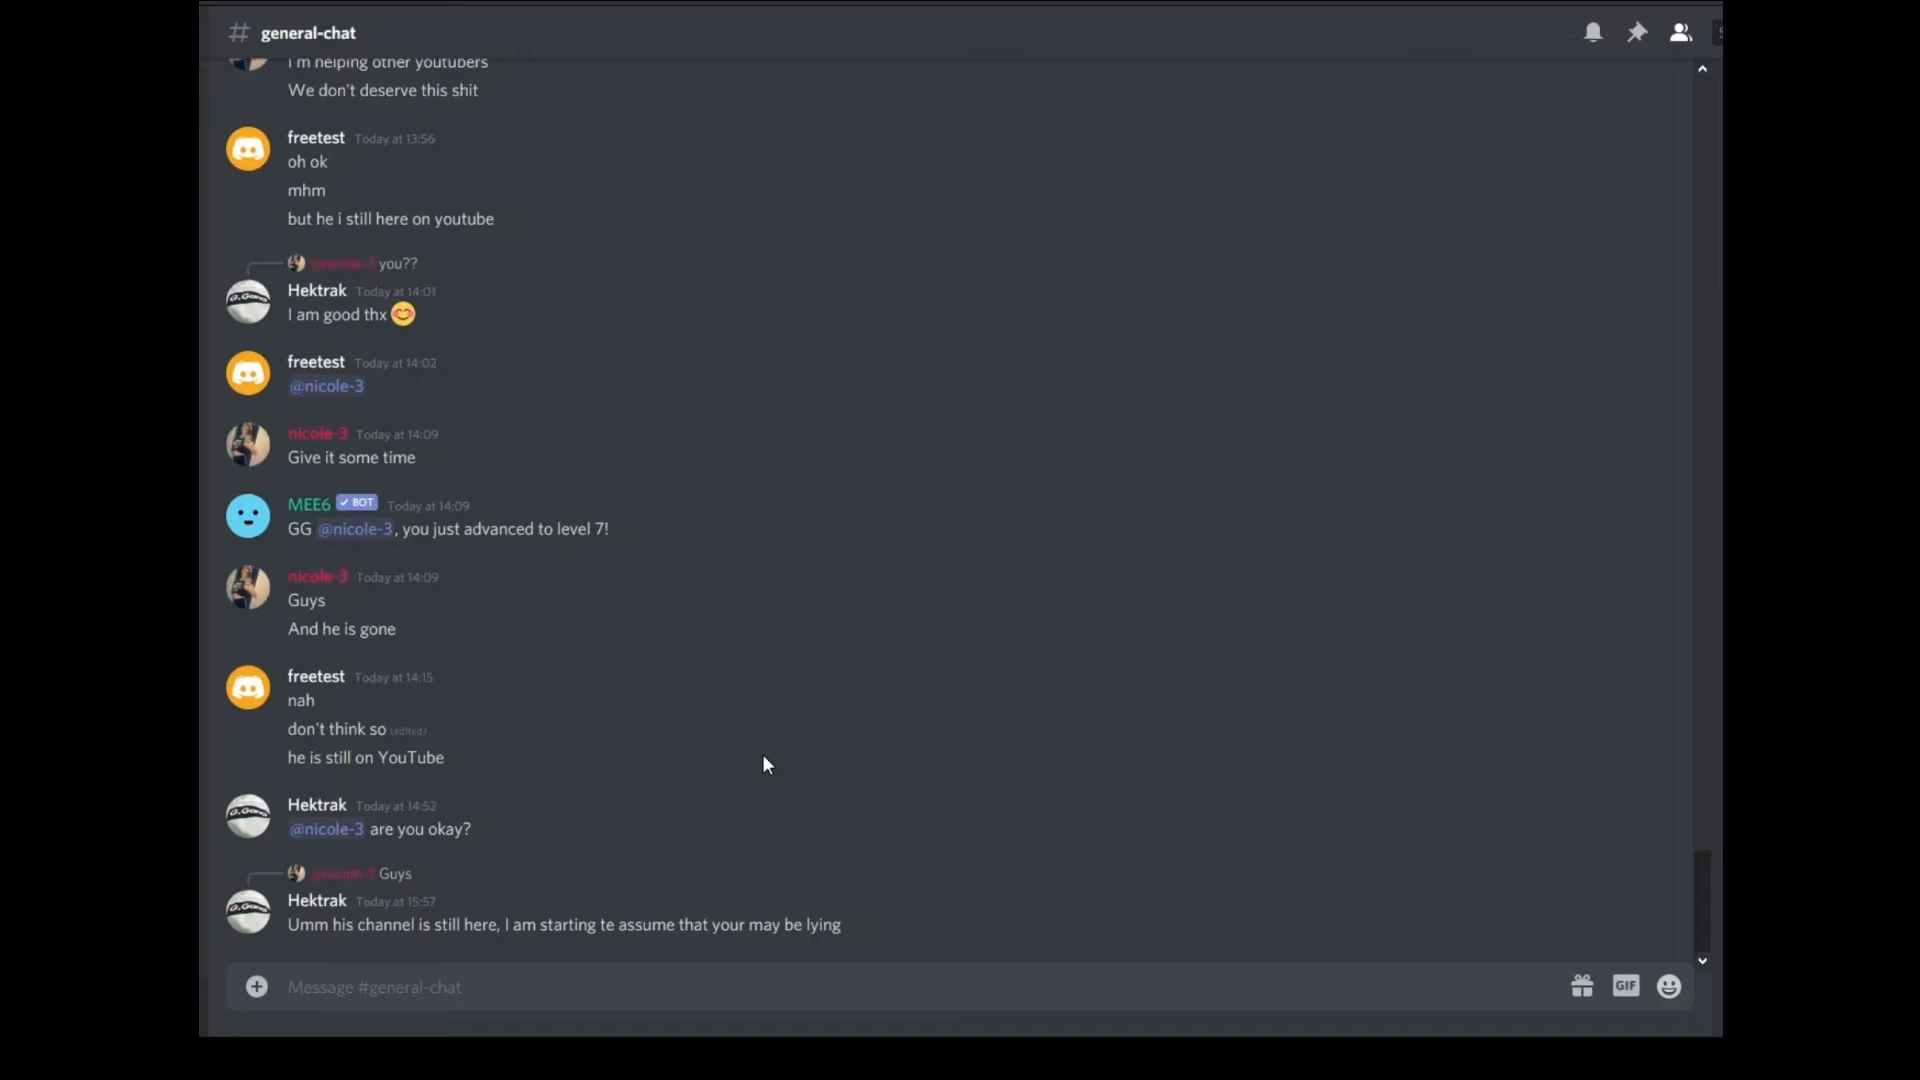 general-chat
I'm helping other youtubers
We don't deserve this shit
freetest Today at 13:56
oh ok
mhm
but he i still here on youtube
you??
Hektrak Today at 14:01
I am good thx
freetest Today at 14:02
@nicole-3
nicole-3 Today at 14:09
Give it some time
MEE6 BOT Today at 14:09
GG @nicole-3, you just advanced to level 7!
nicole-3 Today at 14:09
Guys
And he is gone
freetest Today at 14:15
nah
don't think so (edited)
he is still on YouTube
Hektrak Today at 14:52
@nicole-3 are you okay?
@nicole-3 Guys
Hektrak Today at 15:57
Umm his channel is still here, I am starting te assume that your may be lying
Message #general-chat
GIF